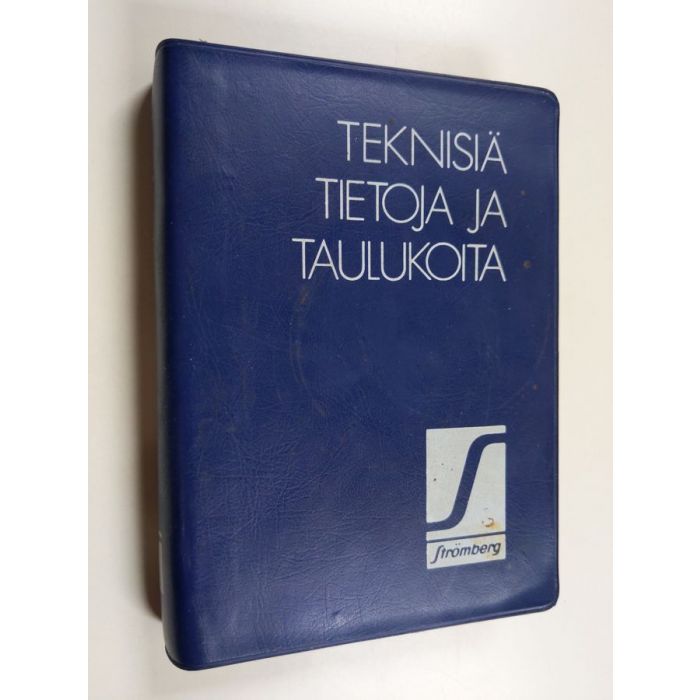 TEKNISIÄ
TIETOJA JA
TAULUKOITA
Strömberg